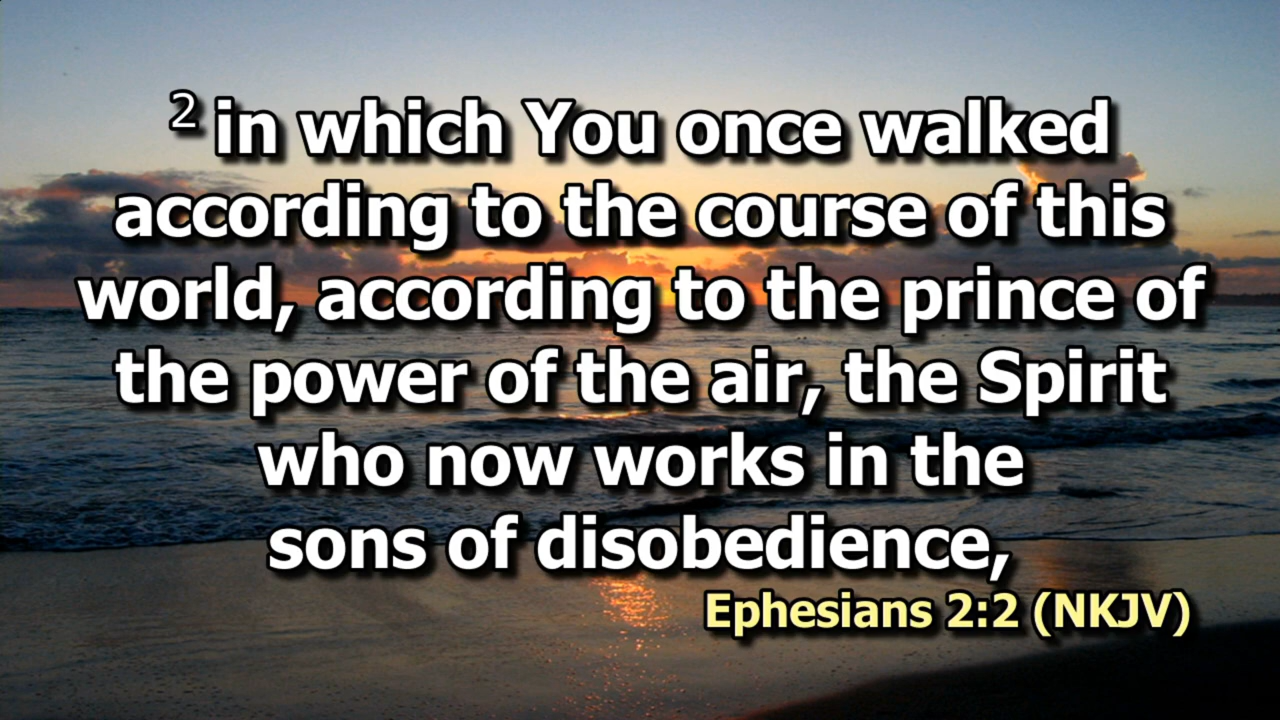 2 in which You once walked
according to the course of this
world, according to the prince of
the power of the air, the Spirit
who now works in the
sons of disobedience,
Ephesians 2:2 (NKJV)